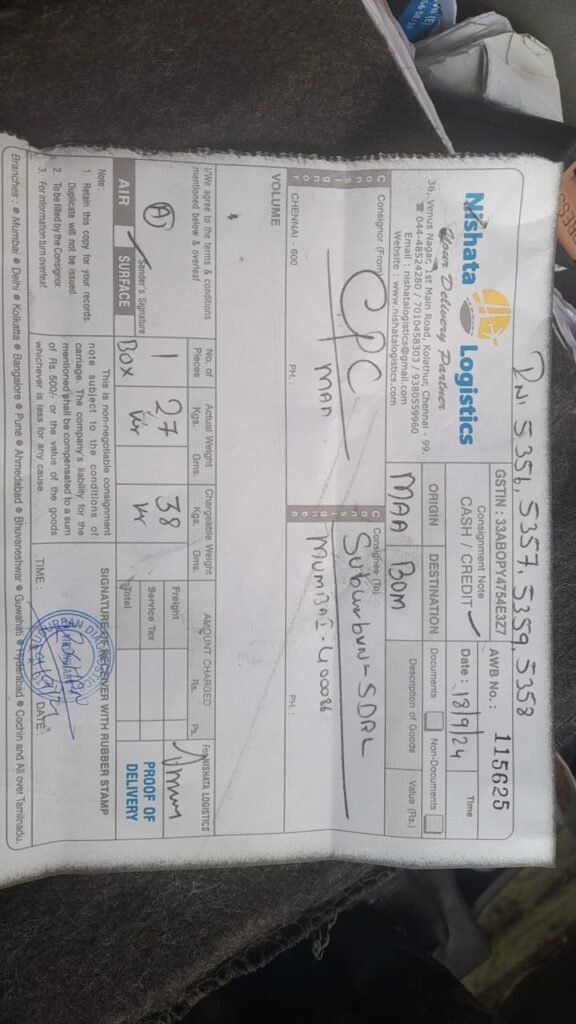 DN: 5356, 5357, 5359, 5358
Nishata Logistics
Your Delivery Partner
36, Venus Nagar, 1st Main Road, Kolathur, Chennai - 99.
☎ 044-48524280 / 7010458303 / 9380559960
Email : nishatalogistics@gmail.com
Website : www.nishatalogistics.com
GSTIN : 33ABOPY4754E3Z7
AWB No. : 115625
Consignment Note
CASH / CREDIT
Date : 18/9/24
Time
ORIGIN
DESTINATION
Documents
Non-Documents
MAA
BOM
Description of Goods
Value (Rs.)
Consignor (From)
CPC
MAA
CHENNAI - 600
PH :
Consignee (To)
Suburbun - SDRL
MUMBAI - 400086
PH. :
VOLUME
I/We agree to the terms & conditions
mentioned below & overleaf
Sender's Signature
No. of
Pieces
Actual Weight
Kgs. Gms.
Chargeable Weight
Kgs. Gms.
AMOUNT CHARGED
Rs. Ps.
For NISHATA LOGISTICS
1
27
38
Freight
Service Tax
Total
AIR
SURFACE
BOX
PROOF OF
DELIVERY
Note :
1. Retain this copy for your records.
Duplicate will not be issued
2. To be filled by the Consignor.
3. For information turn overleaf.
This is non-negotiable consignment
note subject to the conditions of
carriage. The company's liability for the
mentioned shall be compensated to a sum
of Rs. 500/- or the value of the goods
whichever is less for any cause.
SIGNATURE OF RECEIVER WITH RUBBER STAMP
TIME :
DATE :
Branches : ● Mumbai ● Delhi ● Kolkatta ● Bangalore ● Pune ● Ahmedabad ● Bhuvaneshwar ● Guwahati ● Hyderabad ● Cochin and All over Tamilnadu.